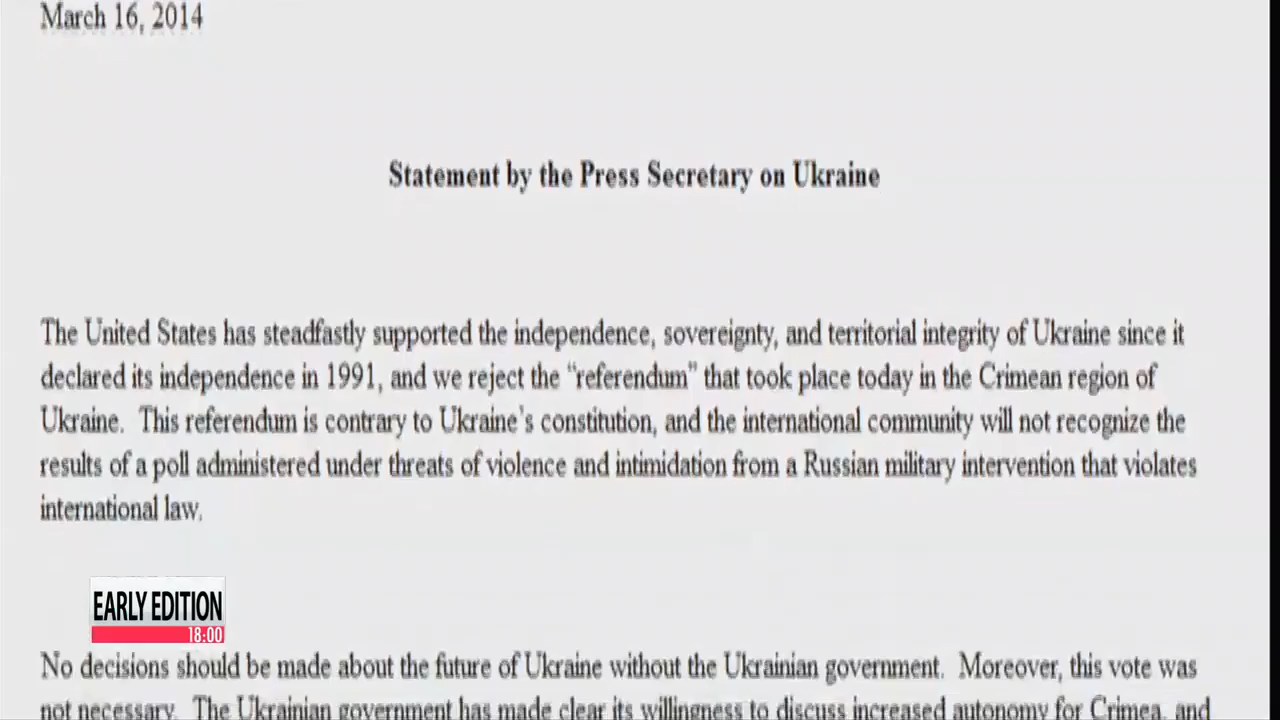 March 16, 2014
Statement by the Press Secretary on Ukraine
The United States has steadfastly supported the independence, sovereignty, and territorial integrity of Ukraine since it
declared its independence in 1991, and we reject the “referendum” that took place today in the Crimean region of
Ukraine.  This referendum is contrary to Ukraine’s constitution, and the international community will not recognize the
results of a poll administered under threats of violence and intimidation from a Russian military intervention that violates
international law.
EARLY EDITION
18:00
No decisions should be made about the future of Ukraine without the Ukrainian government.  Moreover, this vote was
not necessary.  The Ukrainian government has made clear its willingness to discuss increased autonomy for Crimea, and